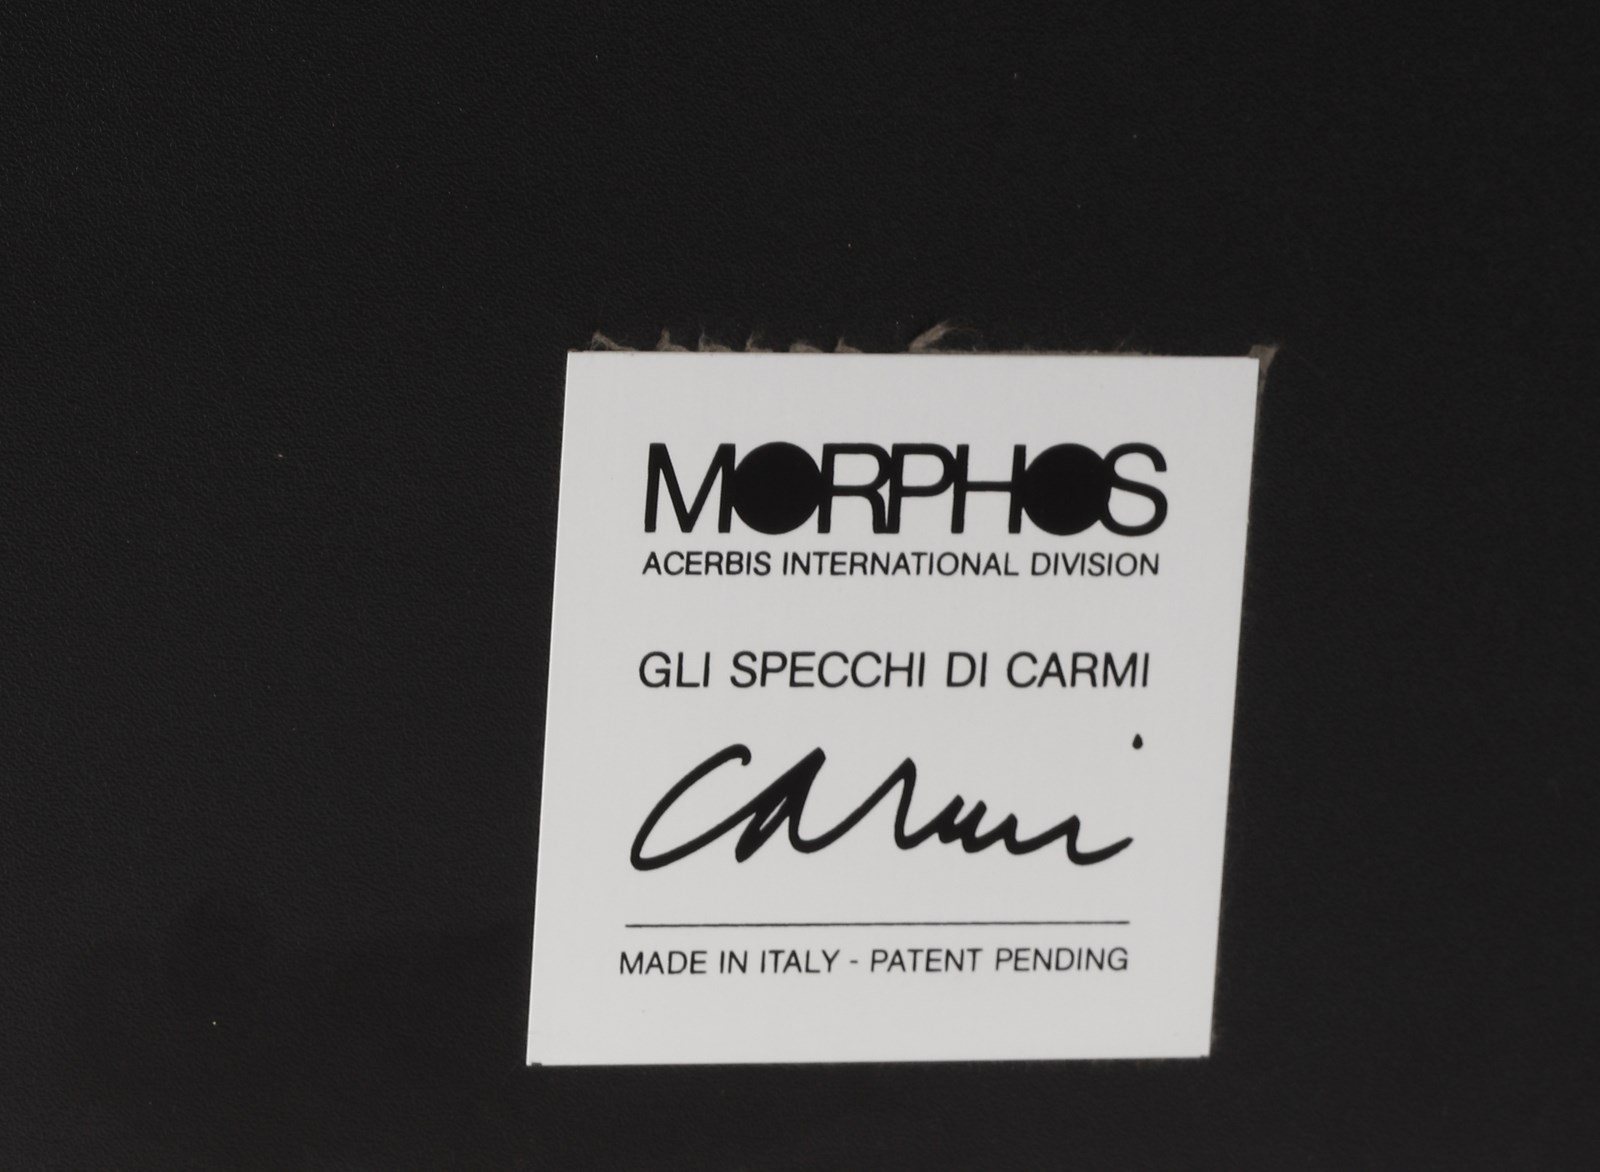 MORPHOS
ACERBIS INTERNATIONAL DIVISION
GLI SPECCHI DI CARMI
Carmi
MADE IN ITALY - PATENT PENDING